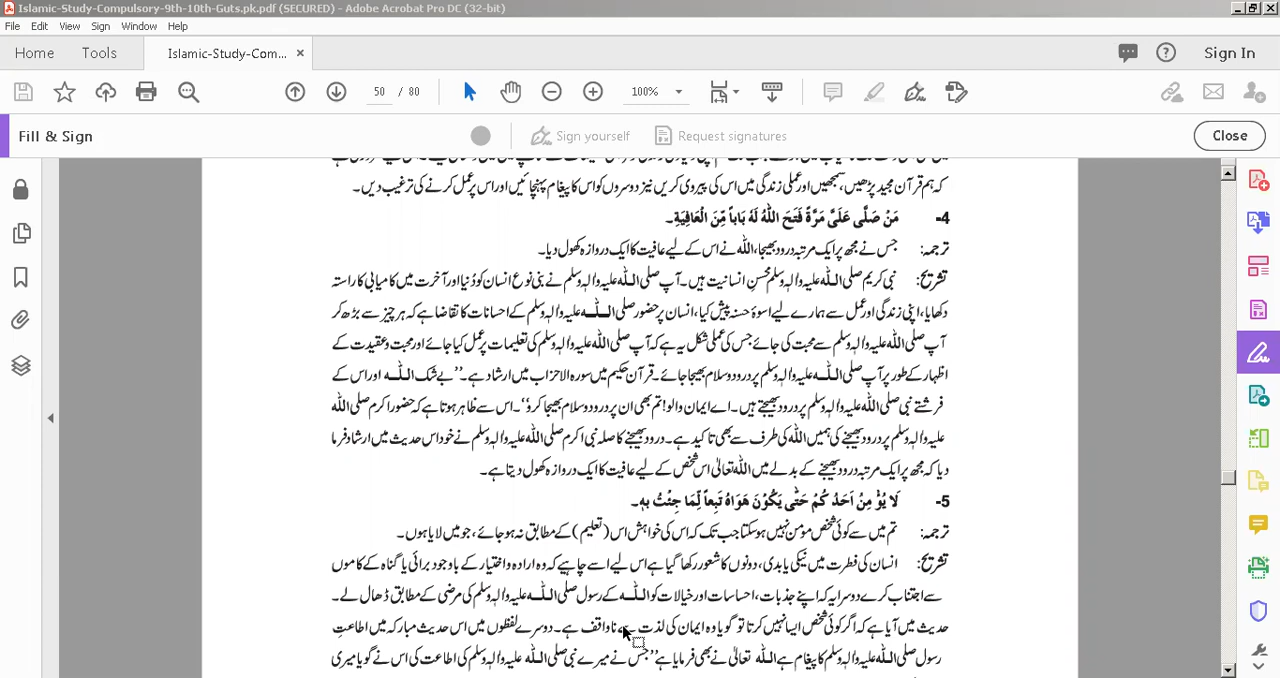 Islamic-Study-Compulsory-9th-10th-Guts.pk.pdf (SECURED) - Adobe Acrobat Pro DC (32-bit)
File Edit View Sign Window Help
Home Tools Islamic-Study-Com... × Sign In
50 / 80 100%
Fill & Sign Sign yourself Request signatures Close
کہ ہم قرآن مجید پڑھیں، سمجھیں اور عملی زندگی میں اس کی پیروی کریں نیز دوسروں کو اس کا پیغام پہنچائیں اور اس پر عمل کرنے کی ترغیب دیں۔
4- مَنْ صَلّٰی عَلَیَّ مَرَّۃً فَتَحَ اللّٰہُ لَہُ بَاباً مِّنَ الْعَافِیَۃِ۔
ترجمہ: جس نے مجھ پر ایک مرتبہ درود بھیجا، اللہ نے اس کے لیے عافیت کا ایک دروازہ کھول دیا۔
تشریح: نبی کریم صلی اللہ علیہ والہٖ وسلم محسنِ انسانیت ہیں۔ آپ صلی اللہ علیہ والہٖ وسلم نے بنی نوع انسان کو دُنیا اور آخرت میں کامیابی کا راستہ
دکھایا، اپنی زندگی اور عمل سے ہمارے لیے اسوۂ حسنہ پیش کیا، انسان پر حضور صلی اللہ علیہ والہٖ وسلم کے احسانات کا تقاضا ہے کہ ہر چیز سے بڑھ کر
آپ صلی اللہ علیہ والہٖ وسلم سے محبت کی جائے جس کی عملی شکل یہ ہے کہ آپ صلی اللہ علیہ والہٖ وسلم کی تعلیمات پر عمل کیا جائے اور محبت و عقیدت کے
اظہار کے طور پر آپ صلی اللہ علیہ والہٖ وسلم پر درود و سلام بھیجا جائے۔ قرآن حکیم میں سورہ الاحزاب میں ارشاد ہے۔ ”بے شک اللہ اور اس کے
فرشتے نبی صلی اللہ علیہ والہٖ وسلم پر درود بھیجتے ہیں۔ اے ایمان والو! تم بھی ان پر درود و سلام بھیجا کرو“۔ اس سے ظاہر ہوتا ہے کہ حضور اکرم صلی اللہ
علیہ والہٖ وسلم پر درود بھیجنے کی ہمیں اللہ کی طرف سے بھی تاکید ہے۔ درود بھیجنے کا صلہ نبی اکرم صلی اللہ علیہ والہٖ وسلم نے خود اس حدیث میں ارشاد فرما
دیا کہ مجھ پر ایک مرتبہ درود بھیجنے کے بدلے میں اللہ تعالیٰ اس شخص کے لیے عافیت کا ایک دروازہ کھول دیتا ہے۔
5- لَا یُؤْمِنُ اَحَدُکُمْ حَتّٰی یَکُوْنَ ھَوَاہُ تَبِعاً لِّمَا جِئْتُ بِہٖ۔
ترجمہ: تم میں سے کوئی شخص مومن نہیں ہو سکتا جب تک کہ اس کی خواہش اس (تعلیم) کے مطابق نہ ہو جائے، جو میں لایا ہوں۔
تشریح: انسان کی فطرت میں نیکی یا بدی، دونوں کا شعور رکھا گیا ہے اس لیے اسے چاہیے کہ وہ ارادہ و اختیار کے باوجود برائی یا گناہ کے کاموں
سے اجتناب کرے دوسرا یہ کہ اپنے جذبات، احساسات اور خیالات کو اللہ کے رسول صلی اللہ علیہ والہٖ وسلم کی مرضی کے مطابق ڈھال لے۔
حدیث میں آیا ہے کہ اگر کوئی شخص ایسا نہیں کرتا تو گویا وہ ایمان کی لذت سے ناواقف ہے۔ دوسرے لفظوں میں اس حدیث مبارکہ میں اطاعتِ
رسول صلی اللہ علیہ والہٖ وسلم کا پیغام ہے اللہ تعالیٰ نے بھی فرمایا ہے ”جس نے میرے نبی صلی اللہ علیہ والہٖ وسلم کی اطاعت کی اس نے گویا میری